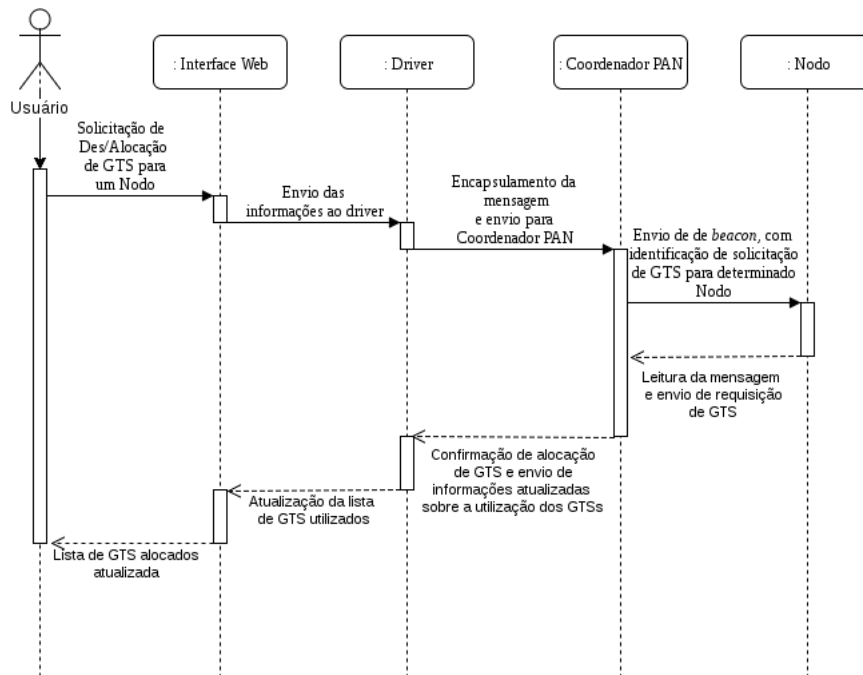 : Interface Web
: Driver
: Coordenador PAN
: Nodo
Usuário
Solicitação de
Des/Alocação
de GTS para
um Nodo
Envio das
informações ao driver
Encapsulamento da
mensagem
e envio para
Coordenador PAN
Envio de de beacon, com
identificação de solicitação
de GTS para determinado
Nodo
Leitura da mensagem
e envio de requisição
de GTS
Confirmação de alocação
de GTS e envio de
informações atualizadas
sobre a utilização dos GTSs
Atualização da lista
de GTS utilizados
Lista de GTS alocados
atualizada